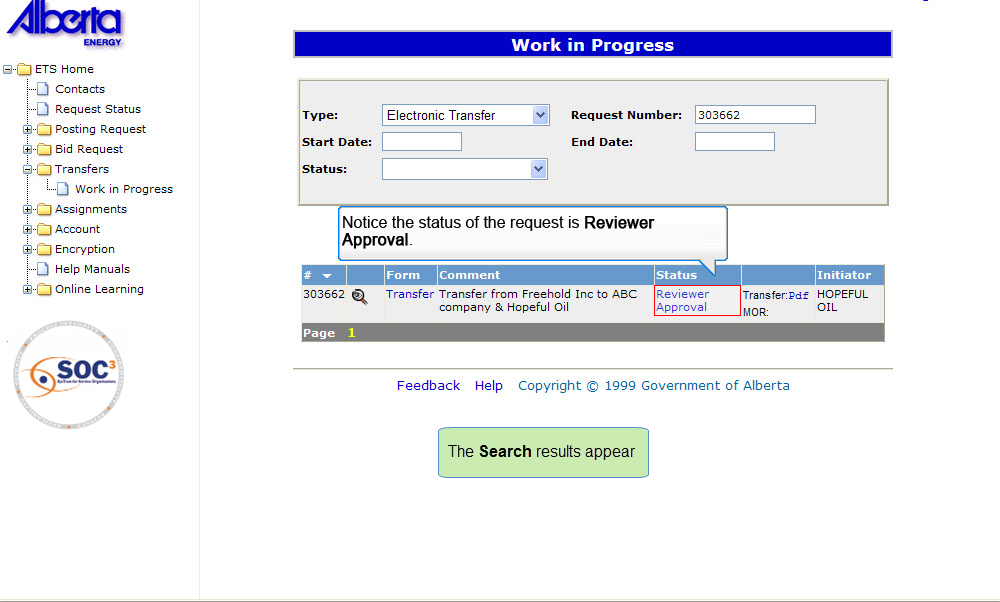 Alberta
ENERGY
ETS Home
Contacts
Request Status
Posting Request
Bid Request
Transfers
Work in Progress
Assignments
Account
Encryption
Help Manuals
Online Learning
SOC3
SysTrust for Service Organizations
Work in Progress
Type: Electronic Transfer Request Number: 303662
Start Date: End Date:
Status:
Notice the status of the request is Reviewer
Approval.
# Form Comment Status Initiator
303662 Transfer Transfer from Freehold Inc to ABC Reviewer Transfer:Pdf HOPEFUL
company & Hopeful Oil Approval MOR: OIL
Page 1
Feedback Help Copyright © 1999 Government of Alberta
The Search results appear